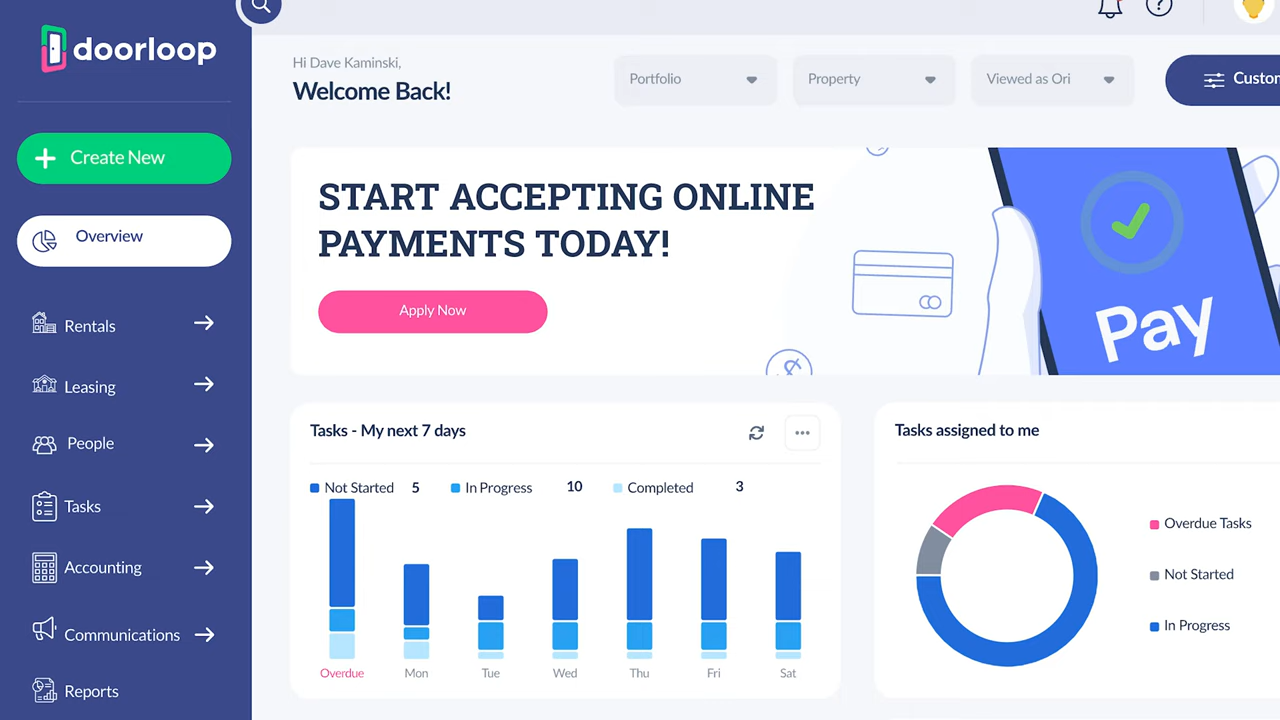 doorloop
Create New
Overview
Rentals
Leasing
People
Tasks
Accounting
Communications
Reports
Hi Dave Kaminski,
Welcome Back!
Portfolio
Property
Viewed as Ori
Custom
START ACCEPTING ONLINE
PAYMENTS TODAY!
Apply Now
Pay
Tasks - My next 7 days
Not Started 5 In Progress 10 Completed 3
Overdue Mon Tue Wed Thu Fri Sat
Tasks assigned to me
Overdue Tasks
Not Started
In Progress